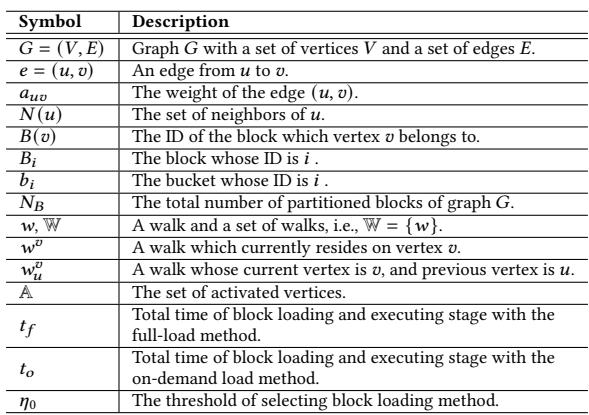 Symbol Description
G = (V, E) Graph G with a set of vertices V and a set of edges E.
e = (u, v) An edge from u to v.
a_{uv} The weight of the edge (u, v).
N(u) The set of neighbors of u.
B(v) The ID of the block which vertex v belongs to.
B_i The block whose ID is i .
b_i The bucket whose ID is i .
N_B The total number of partitioned blocks of graph G.
w, 𝕎 A walk and a set of walks, i.e., 𝕎 = {w}.
w^v A walk which currently resides on vertex v.
w_u^v A walk whose current vertex is v, and previous vertex is u.
𝔸 The set of activated vertices.
t_f Total time of block loading and executing stage with the
full-load method.
t_o Total time of block loading and executing stage with the
on-demand load method.
η_0 The threshold of selecting block loading method.